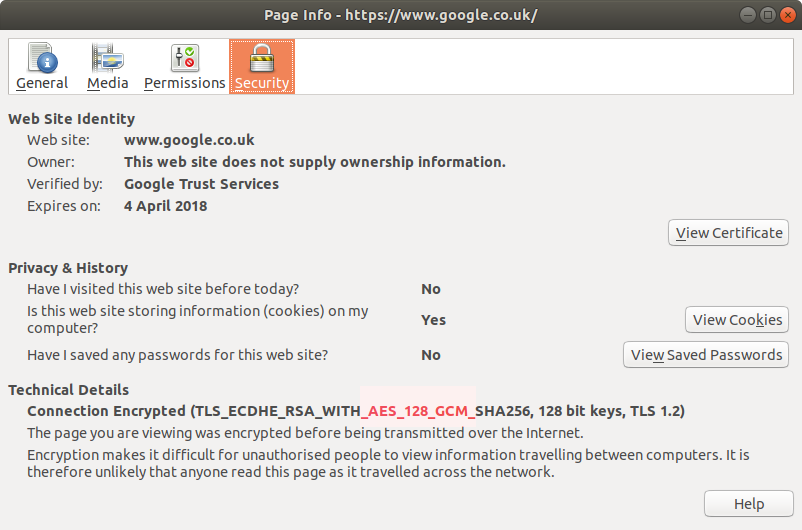 Page Info - https://www.google.co.uk/
General Media Permissions Security
Web Site Identity
Web site: www.google.co.uk
Owner: This web site does not supply ownership information.
Verified by: Google Trust Services
Expires on: 4 April 2018
View Certificate
Privacy & History
Have I visited this web site before today? No
Is this web site storing information (cookies) on my
computer? Yes View Cookies
Have I saved any passwords for this web site? No View Saved Passwords
Technical Details
Connection Encrypted (TLS_ECDHE_RSA_WITH_AES_128_GCM_SHA256, 128 bit keys, TLS 1.2)
The page you are viewing was encrypted before being transmitted over the Internet.
Encryption makes it difficult for unauthorised people to view information travelling between computers. It is
therefore unlikely that anyone read this page as it travelled across the network.
Help